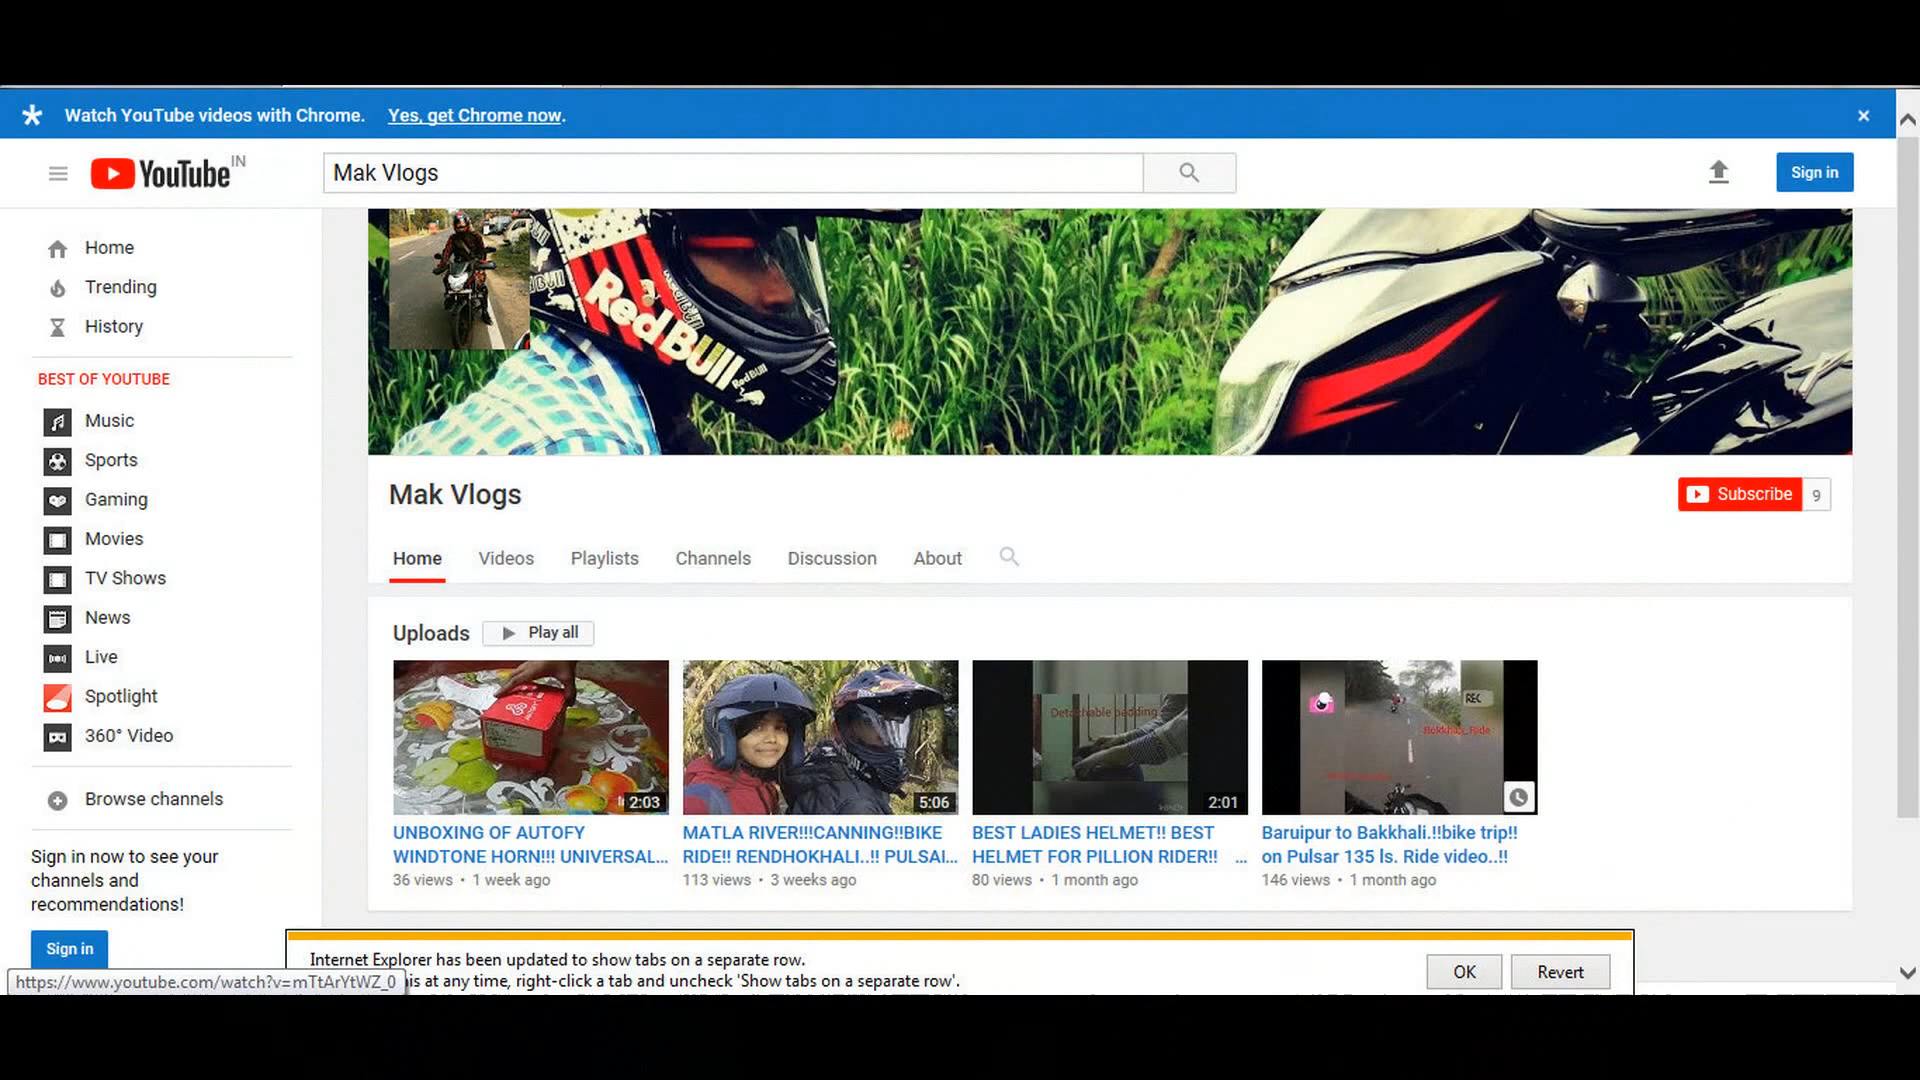 Watch YouTube videos with Chrome. Yes, get Chrome now.
YouTube IN
Mak Vlogs
Sign in
Home
Trending
History
BEST OF YOUTUBE
Music
Sports
Gaming
Movies
TV Shows
News
Live
Spotlight
360° Video
Browse channels
Sign in now to see your
channels and
recommendations!
Sign in
https://www.youtube.com/watch?v=mTtArYtWZ_0
Red Bull
RedBull
Mak Vlogs
Subscribe 9
Home Videos Playlists Channels Discussion About
Uploads Play all
2:03
5:06
Detachable padding
2:01
REC
UNBOXING OF AUTOFY
WINDTONE HORN!!! UNIVERSAL...
36 views • 1 week ago
MATLA RIVER!!!CANNING!!BIKE
RIDE!! RENDHOKHALI..!! PULSAI...
113 views • 3 weeks ago
BEST LADIES HELMET!! BEST
HELMET FOR PILLION RIDER!! ...
80 views • 1 month ago
Baruipur to Bakkhali.!!bike trip!!
on Pulsar 135 ls. Ride video..!!
146 views • 1 month ago
Internet Explorer has been updated to show tabs on a separate row.
at any time, right-click a tab and uncheck 'Show tabs on a separate row'.
OK
Revert